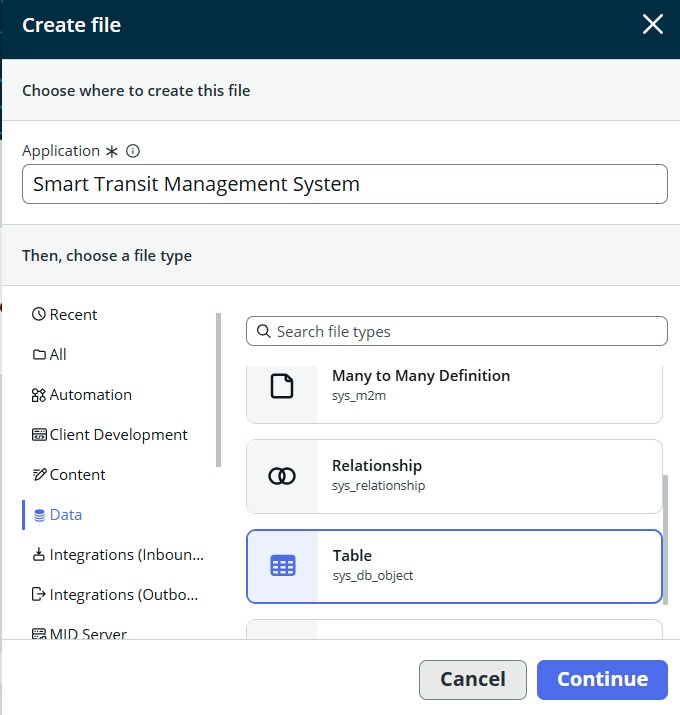 Create file
Choose where to create this file
Application *
Smart Transit Management System
Then, choose a file type
Recent
All
Automation
Client Development
Content
Data
Integrations (Inboun...
Integrations (Outbo...
MID Server
Search file types
Many to Many Definition
sys_m2m
Relationship
sys_relationship
Table
sys_db_object
Cancel
Continue